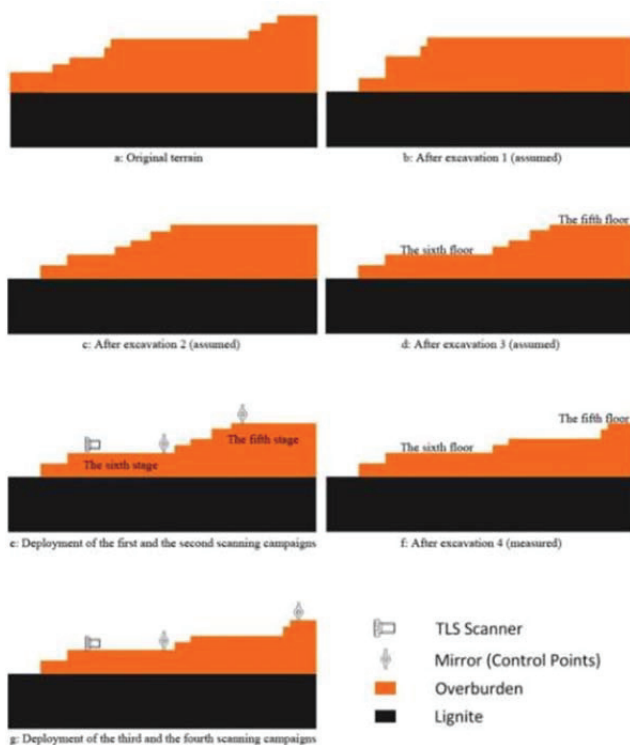 a: Original terrain
b: After excavation 1 (assumed)
The fifth floor
The sixth floor
c: After excavation 2 (assumed)
d: After excavation 3 (assumed)
The fifth floor
The fifth stage
The sixth floor
The sixth stage
e: Deployment of the first and the second scanning campaigns
f: After excavation 4 (measured)
TLS Scanner
Mirror (Control Points)
Overburden
Lignite
g: Deployment of the third and the fourth scanning campaigns